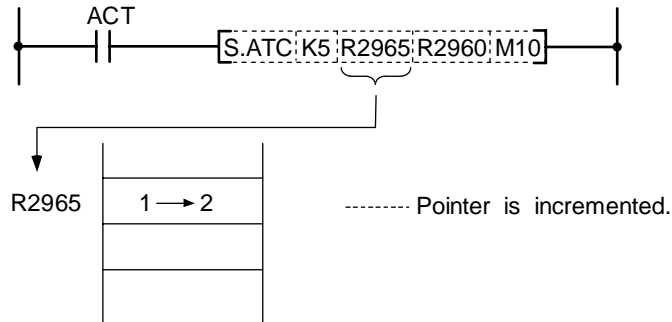 ACT
S.ATC K5 R2965 R2960 M10
R2965 1 → 2 -------- Pointer is incremented.